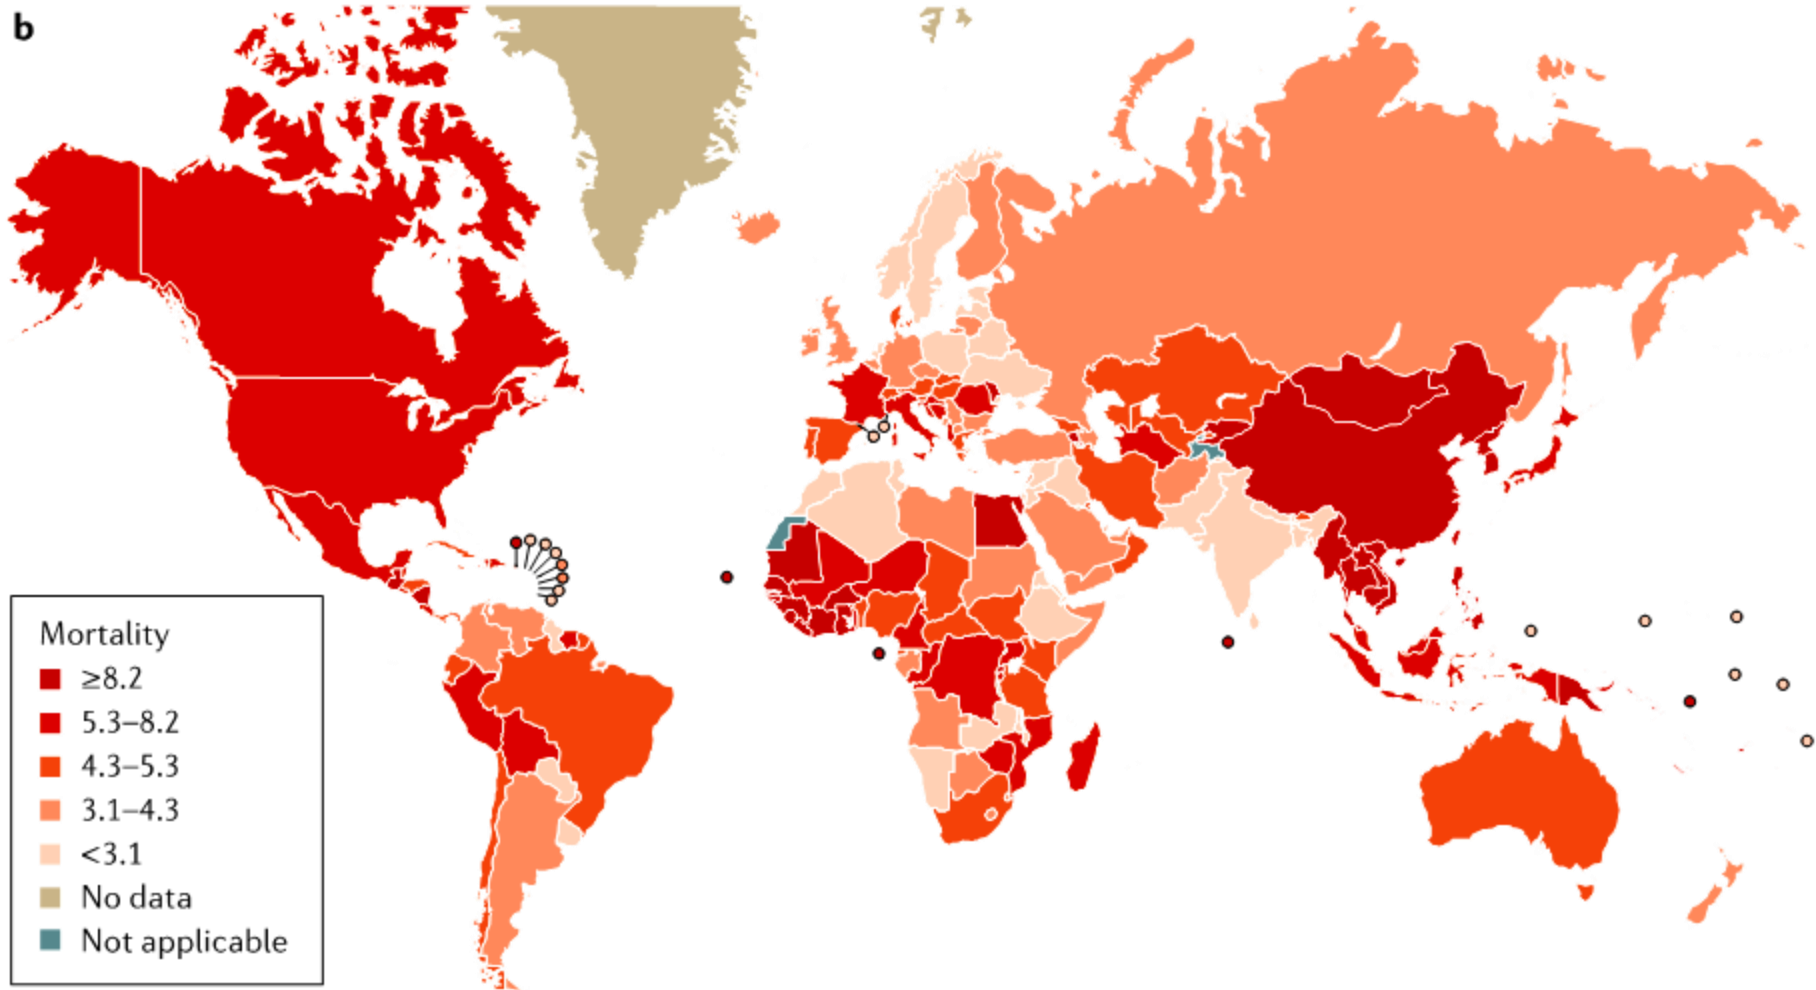 b
Mortality
≥8.2
5.3–8.2
4.3–5.3
3.1–4.3
<3.1
No data
Not applicable